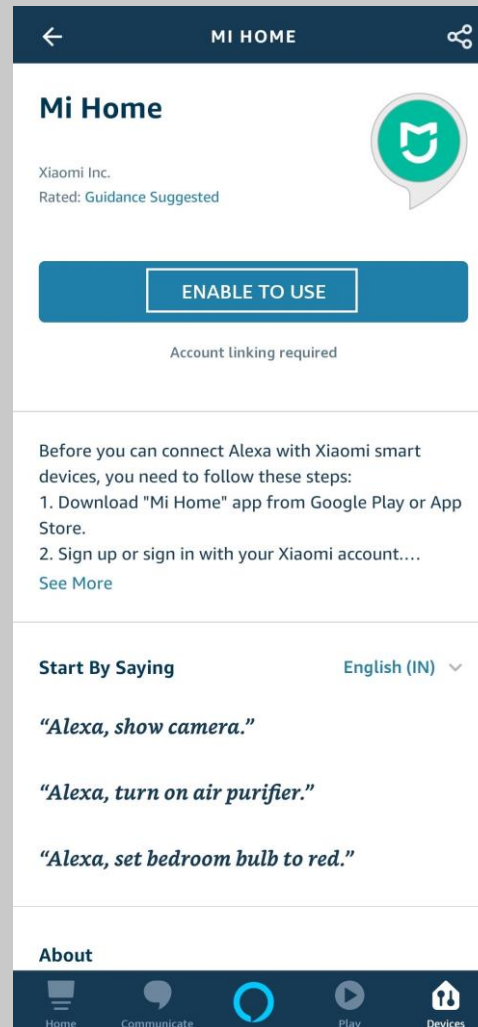 MI HOME
Mi Home
Xiaomi Inc.
Rated: Guidance Suggested
ENABLE TO USE
Account linking required
Before you can connect Alexa with Xiaomi smart
devices, you need to follow these steps:
1. Download "Mi Home" app from Google Play or App
Store.
2. Sign up or sign in with your Xiaomi account....
See More
Start By Saying English (IN)
“Alexa, show camera.”
“Alexa, turn on air purifier.”
“Alexa, set bedroom bulb to red.”
About
Home Communicate Play Devices